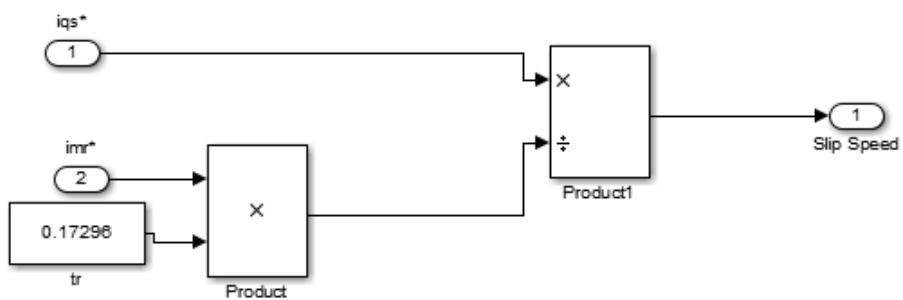 iqs*
1
×
1
Slip Speed
÷
Product1
imr*
2
0.17296
tr
×
Product